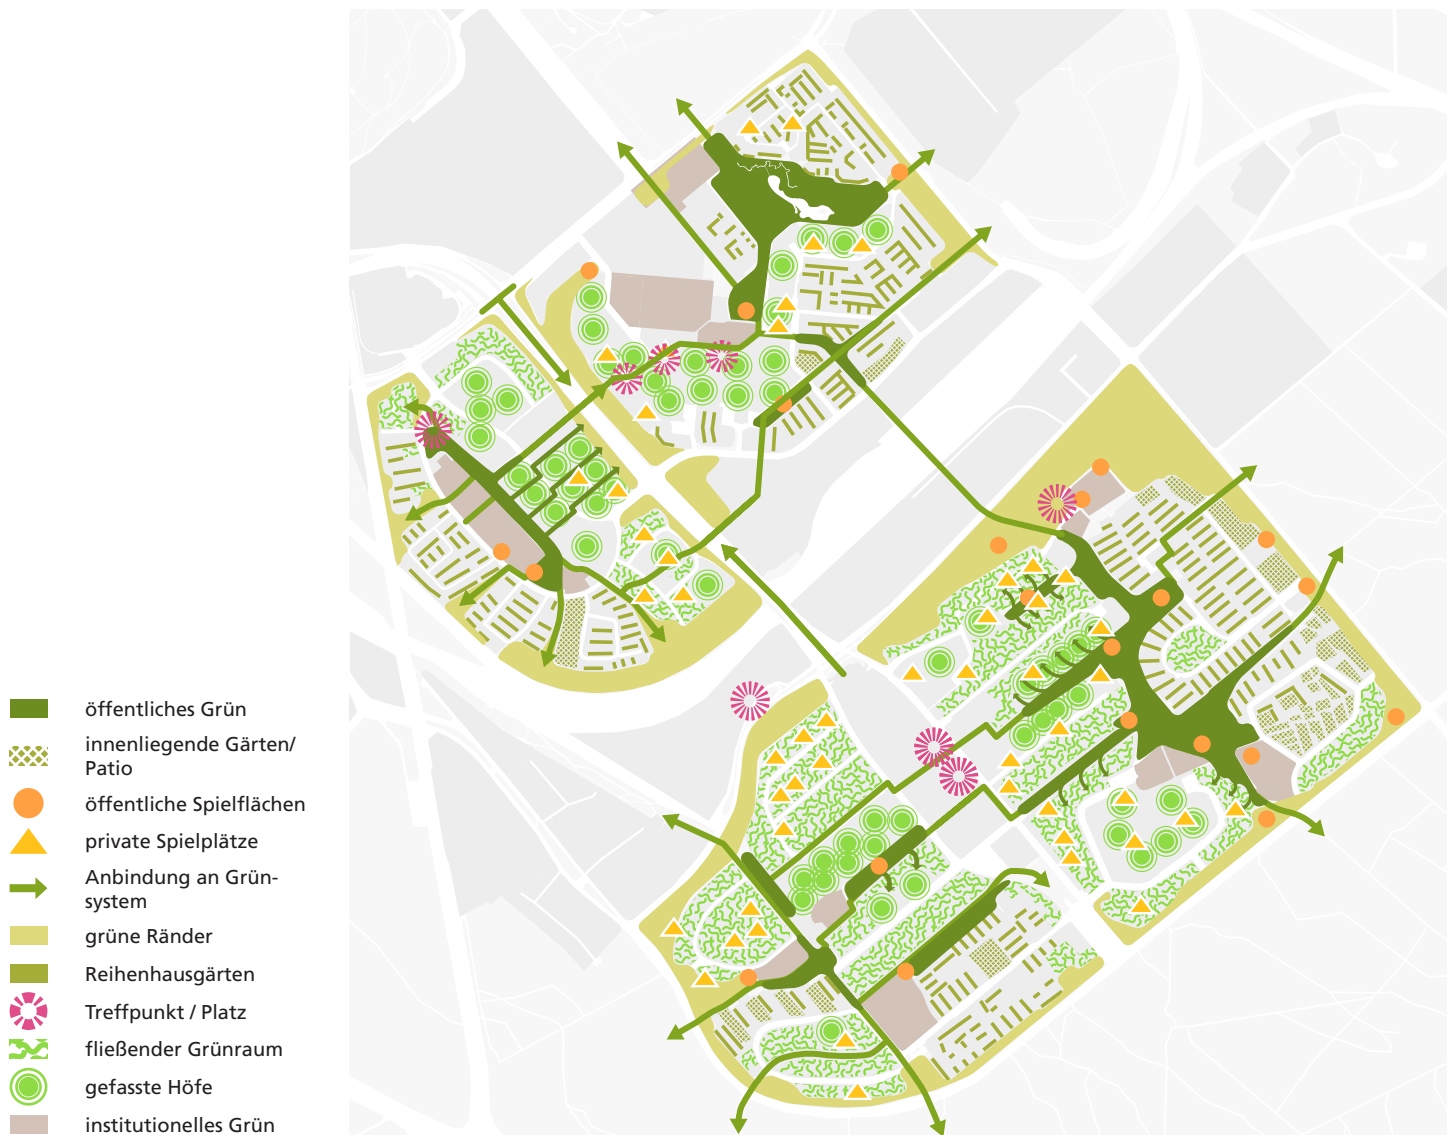 öffentliches Grün
innenliegende Gärten/
Patio
öffentliche Spielflächen
private Spielplätze
Anbindung an Grün-
system
grüne Ränder
Reihenhausgärten
Treffpunkt / Platz
fließender Grünraum
gefasste Höfe
institutionelles Grün